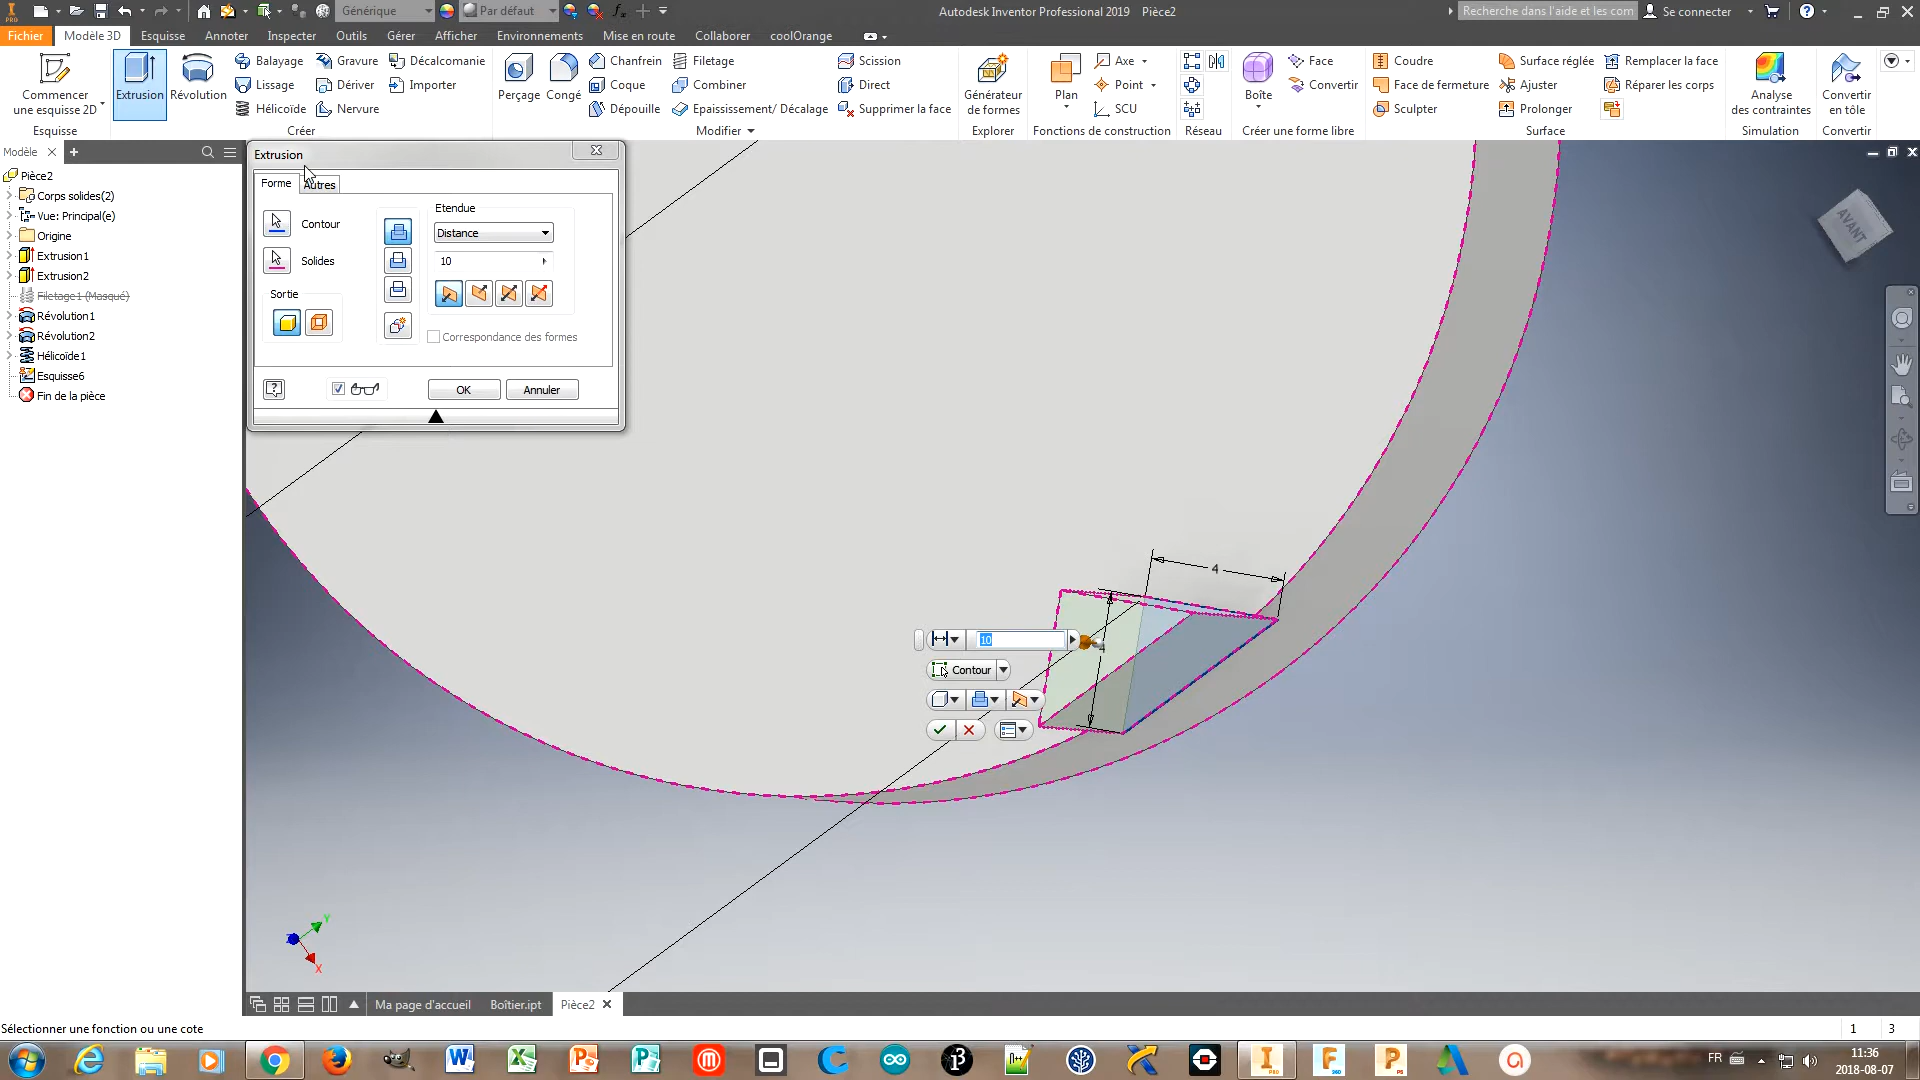 PRO
Générique
Par défaut
Autodesk Inventor Professional 2019 Pièce2
Recherche dans l'aide et les com
Se connecter
Fichier Modèle 3D Esquisse Annoter Inspecter Outils Gérer Afficher Environnements Mise en route Collaborer coolOrange
Commencer
une esquisse 2D
Extrusion
Révolution
Balayage
Lissage
Hélicoïde
Gravure
Dériver
Nervure
Décalcomanie
Importer
Perçage
Congé
Chanfrein
Coque
Dépouille
Filetage
Combiner
Epaississement/ Décalage
Scission
Direct
Supprimer la face
Générateur
de formes
Plan
Axe
Point
SCU
Boîte
Face
Convertir
Coudre
Face de fermeture
Sculpter
Surface réglée
Ajuster
Prolonger
Remplacer la face
Réparer les corps
Analyse
des contraintes
Convertir
en tôle
Esquisse Créer Modifier Explorer Fonctions de construction Réseau Créer une forme libre Surface Simulation Convertir
Modèle
Pièce2
Corps solides(2)
Vue: Principal(e)
Origine
Extrusion1
Extrusion2
Filetage1 (Masqué)
Révolution1
Révolution2
Hélicoïde1
Esquisse6
Fin de la pièce
Extrusion
Forme Autres
Contour
Solides
Sortie
Etendue
Distance
10
Correspondance des formes
OK Annuler
AVANT
4
4
10
Contour
Y
Z
X
Ma page d'accueil Boîtier.ipt Pièce2
Sélectionner une fonction ou une cote
1 3
FR
11:36
2018-08-07